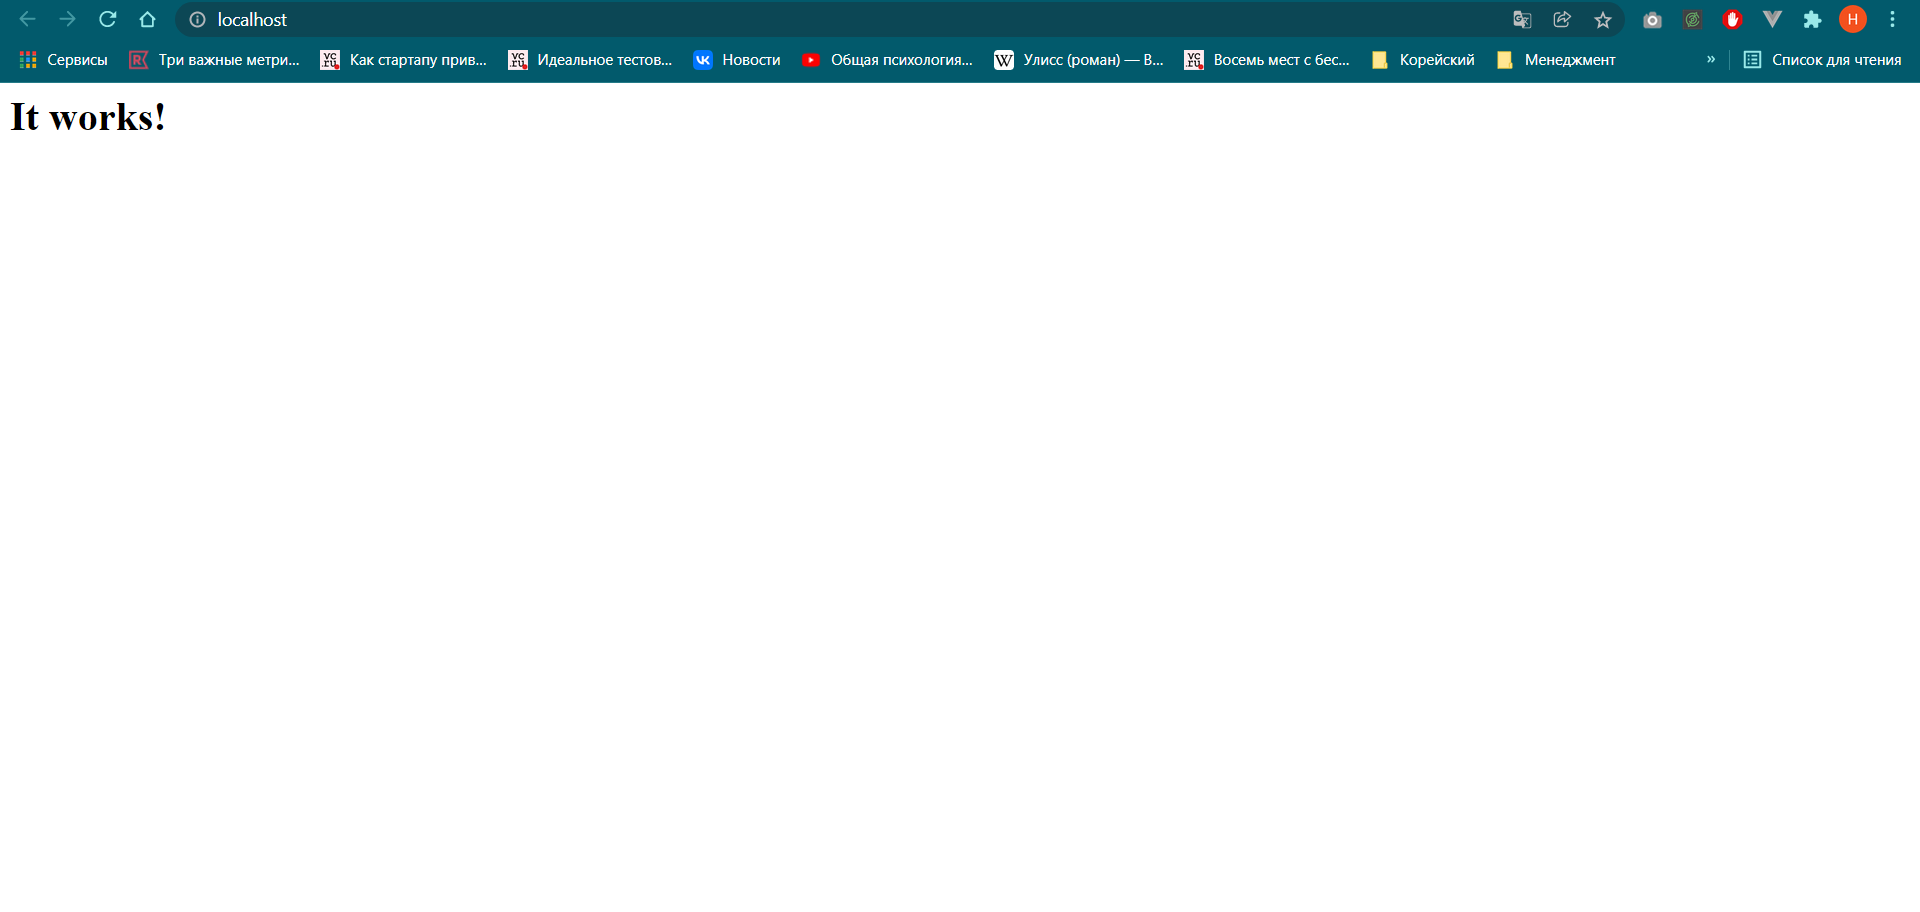 localhost
Сервисы Три важные метри... Как стартапу прив... Идеальное тестов... Новости Общая психология... Улисс (роман) — В... Восемь мест с бес... Корейский Менеджмент » Список для чтения
It works!